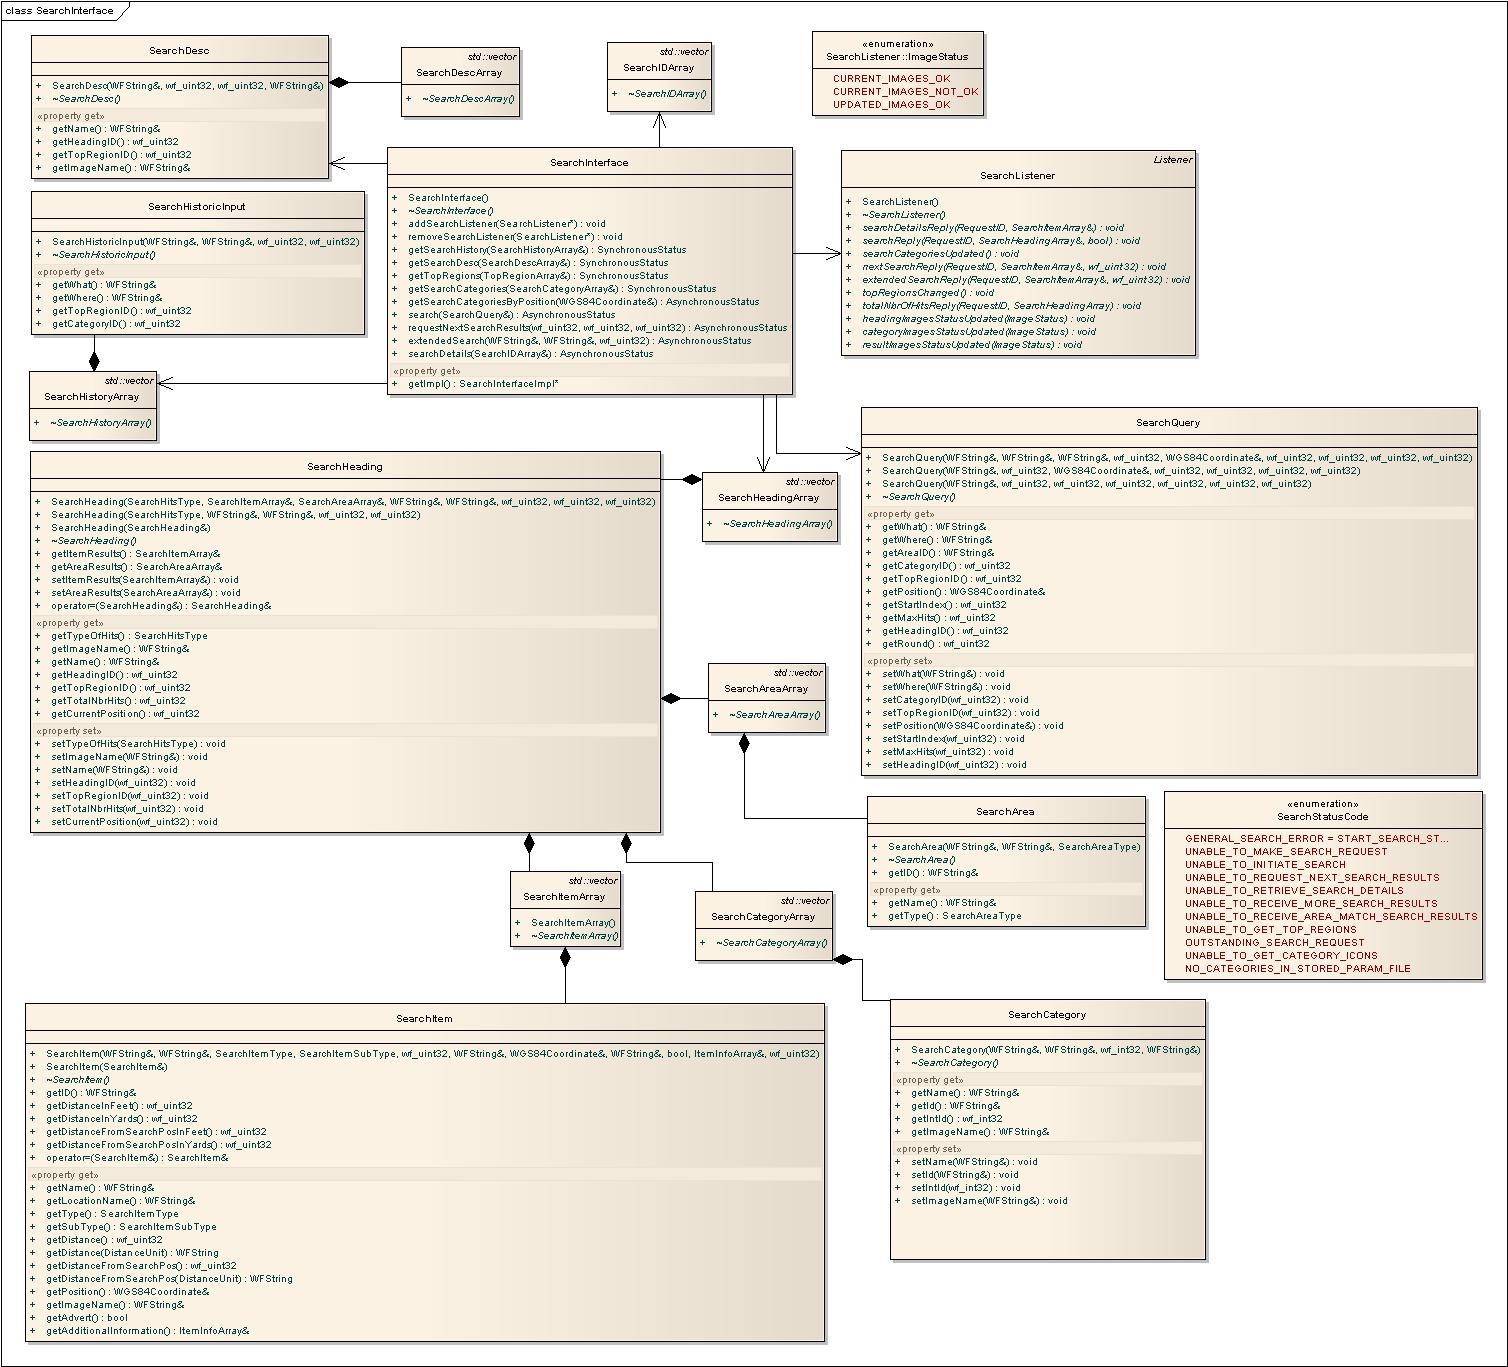 class SearchInterface
SearchDesc
+ SearchDesc(WFString&, wf_uint32, wf_uint32, WFString&)
+ ~SearchDesc()
«property get»
+ getName() : WFString&
+ getHeadingID() : wf_uint32
+ getTopRegionID() : wf_uint32
+ getImageName() : WFString&
std::vector
SearchDescArray
+ ~SearchDescArray()
std::vector
SearchIDArray
+ ~SearchIDArray()
«enumeration»
SearchListener::ImageStatus
CURRENT_IMAGES_OK
CURRENT_IMAGES_NOT_OK
UPDATED_IMAGES_OK
SearchHistoricInput
+ SearchHistoricInput(WFString&, WFString&, wf_uint32, wf_uint32)
+ ~SearchHistoricInput()
«property get»
+ getWhat() : WFString&
+ getWhere() : WFString&
+ getTopRegionID() : wf_uint32
+ getCategoryID() : wf_uint32
SearchInterface
+ SearchInterface()
+ ~SearchInterface()
+ addSearchListener(SearchListener*) : void
+ removeSearchListener(SearchListener*) : void
+ getSearchHistory(SearchHistoryArray&) : SynchronousStatus
+ getSearchDesc(SearchDescArray&) : SynchronousStatus
+ getTopRegions(TopRegionArray&) : SynchronousStatus
+ getSearchCategories(SearchCategoryArray&) : SynchronousStatus
+ getSearchCategoriesByPosition(WGS84Coordinate&) : AsynchronousStatus
+ search(SearchQuery&) : AsynchronousStatus
+ requestNextSearchResults(wf_uint32, wf_uint32, wf_uint32) : AsynchronousStatus
+ extendedSearch(WFString&, WFString&, wf_uint32) : AsynchronousStatus
+ searchDetails(SearchIDArray&) : AsynchronousStatus
«property get»
+ getImpl() : SearchInterfaceImpl*
Listener
SearchListener
+ SearchListener()
+ ~SearchListener()
+ searchDetailsReply(RequestID, SearchItemArray&) : void
+ searchReply(RequestID, SearchHeadingArray&, bool) : void
+ searchCategoriesUpdated() : void
+ nextSearchReply(RequestID, SearchItemArray&, wf_uint32) : void
+ extendedSearchReply(RequestID, SearchItemArray&, wf_uint32) : void
+ topRegionsChanged() : void
+ totalNbrOfHitsReply(RequestID, SearchHeadingArray) : void
+ headingImagesStatusUpdated(ImageStatus) : void
+ categoryImagesStatusUpdated(ImageStatus) : void
+ resultImagesStatusUpdated(ImageStatus) : void
std::vector
SearchHistoryArray
+ ~SearchHistoryArray()
SearchHeading
+ SearchHeading(SearchHitsType, SearchItemArray&, SearchAreaArray&, WFString&, WFString&, wf_uint32, wf_uint32, wf_uint32)
+ SearchHeading(SearchHitsType, WFString&, WFString&, wf_uint32, wf_uint32)
+ SearchHeading(SearchHeading&)
+ ~SearchHeading()
+ getItemResults() : SearchItemArray&
+ getAreaResults() : SearchAreaArray&
+ setItemResults(SearchItemArray&) : void
+ setAreaResults(SearchAreaArray&) : void
+ operator=(SearchHeading&) : SearchHeading&
«property get»
+ getTypeOfHits() : SearchHitsType
+ getImageName() : WFString&
+ getName() : WFString&
+ getHeadingID() : wf_uint32
+ getTopRegionID() : wf_uint32
+ getTotalNbrHits() : wf_uint32
+ getCurrentPosition() : wf_uint32
«property set»
+ setTypeOfHits(SearchHitsType) : void
+ setImageName(WFString&) : void
+ setName(WFString&) : void
+ setHeadingID(wf_uint32) : void
+ setTopRegionID(wf_uint32) : void
+ setTotalNbrHits(wf_uint32) : void
+ setCurrentPosition(wf_uint32) : void
std::vector
SearchHeadingArray
+ ~SearchHeadingArray()
SearchQuery
+ SearchQuery(WFString&, WFString&, WFString&, wf_uint32, WGS84Coordinate&, wf_uint32, wf_uint32, wf_uint32, wf_uint32)
+ SearchQuery(WFString&, wf_uint32, WGS84Coordinate&, wf_uint32, wf_uint32, wf_uint32, wf_uint32)
+ SearchQuery(WFString&, wf_uint32, wf_uint32, wf_uint32, wf_uint32, wf_uint32, wf_uint32)
+ ~SearchQuery()
«property get»
+ getWhat() : WFString&
+ getWhere() : WFString&
+ getAreaID() : WFString&
+ getCategoryID() : wf_uint32
+ getTopRegionID() : wf_uint32
+ getPosition() : WGS84Coordinate&
+ getStartIndex() : wf_uint32
+ getMaxHits() : wf_uint32
+ getHeadingID() : wf_uint32
+ getRound() : wf_uint32
«property set»
+ setWhat(WFString&) : void
+ setWhere(WFString&) : void
+ setCategoryID(wf_uint32) : void
+ setTopRegionID(wf_uint32) : void
+ setPosition(WGS84Coordinate&) : void
+ setStartIndex(wf_uint32) : void
+ setMaxHits(wf_uint32) : void
+ setHeadingID(wf_uint32) : void
std::vector
SearchAreaArray
+ ~SearchAreaArray()
SearchArea
+ SearchArea(WFString&, WFString&, SearchAreaType)
+ ~SearchArea()
+ getID() : WFString&
«property get»
+ getName() : WFString&
+ getType() : SearchAreaType
«enumeration»
SearchStatusCode
GENERAL_SEARCH_ERROR = START_SEARCH_ST...
UNABLE_TO_MAKE_SEARCH_REQUEST
UNABLE_TO_INITIATE_SEARCH
UNABLE_TO_REQUEST_NEXT_SEARCH_RESULTS
UNABLE_TO_RETRIEVE_SEARCH_DETAILS
UNABLE_TO_RECEIVE_MORE_SEARCH_RESULTS
UNABLE_TO_RECEIVE_AREA_MATCH_SEARCH_RESULTS
UNABLE_TO_GET_TOP_REGIONS
OUTSTANDING_SEARCH_REQUEST
UNABLE_TO_GET_CATEGORY_ICONS
NO_CATEGORIES_IN_STORED_PARAM_FILE
std::vector
SearchItemArray
+ SearchItemArray()
+ ~SearchItemArray()
std::vector
SearchCategoryArray
+ ~SearchCategoryArray()
SearchItem
+ SearchItem(WFString&, WFString&, SearchItemType, SearchItemSubType, wf_uint32, WFString&, WGS84Coordinate&, WFString&, bool, ItemInfoArray&, wf_uint32)
+ SearchItem(SearchItem&)
+ ~SearchItem()
+ getID() : WFString&
+ getDistanceInFeet() : wf_uint32
+ getDistanceInYards() : wf_uint32
+ getDistanceFromSearchPosInFeet() : wf_uint32
+ getDistanceFromSearchPosInYards() : wf_uint32
+ operator=(SearchItem&) : SearchItem&
«property get»
+ getName() : WFString&
+ getLocationName() : WFString&
+ getType() : SearchItemType
+ getSubType() : SearchItemSubType
+ getDistance() : wf_uint32
+ getDistance(DistanceUnit) : WFString
+ getDistanceFromSearchPos() : wf_uint32
+ getDistanceFromSearchPos(DistanceUnit) : WFString
+ getPosition() : WGS84Coordinate&
+ getImageName() : WFString&
+ getAdvert() : bool
+ getAdditionalInformation() : ItemInfoArray&
SearchCategory
+ SearchCategory(WFString&, WFString&, wf_int32, WFString&)
+ ~SearchCategory()
«property get»
+ getName() : WFString&
+ getId() : WFString&
+ getIntId() : wf_int32
+ getImageName() : WFString&
«property set»
+ setName(WFString&) : void
+ setId(WFString&) : void
+ setIntId(wf_int32) : void
+ setImageName(WFString&) : void